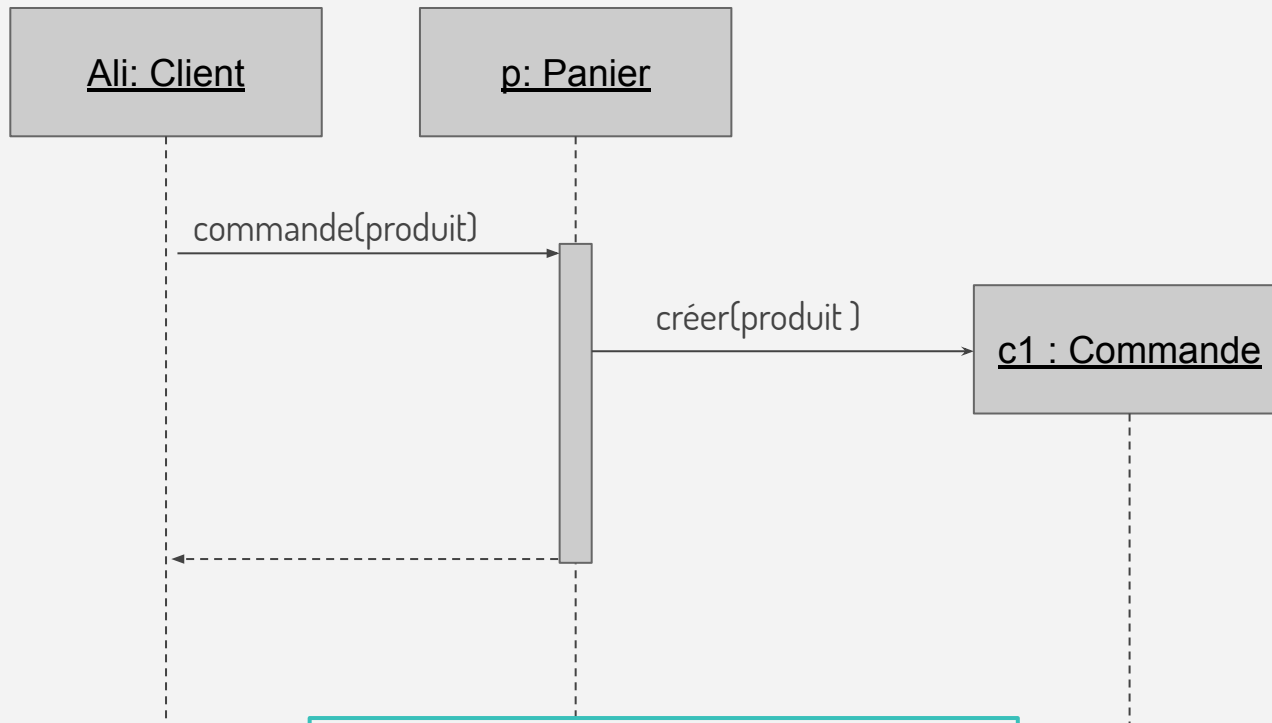 Ali: Client
p: Panier
commande(produit)
créer(produit )
c1 : Commande